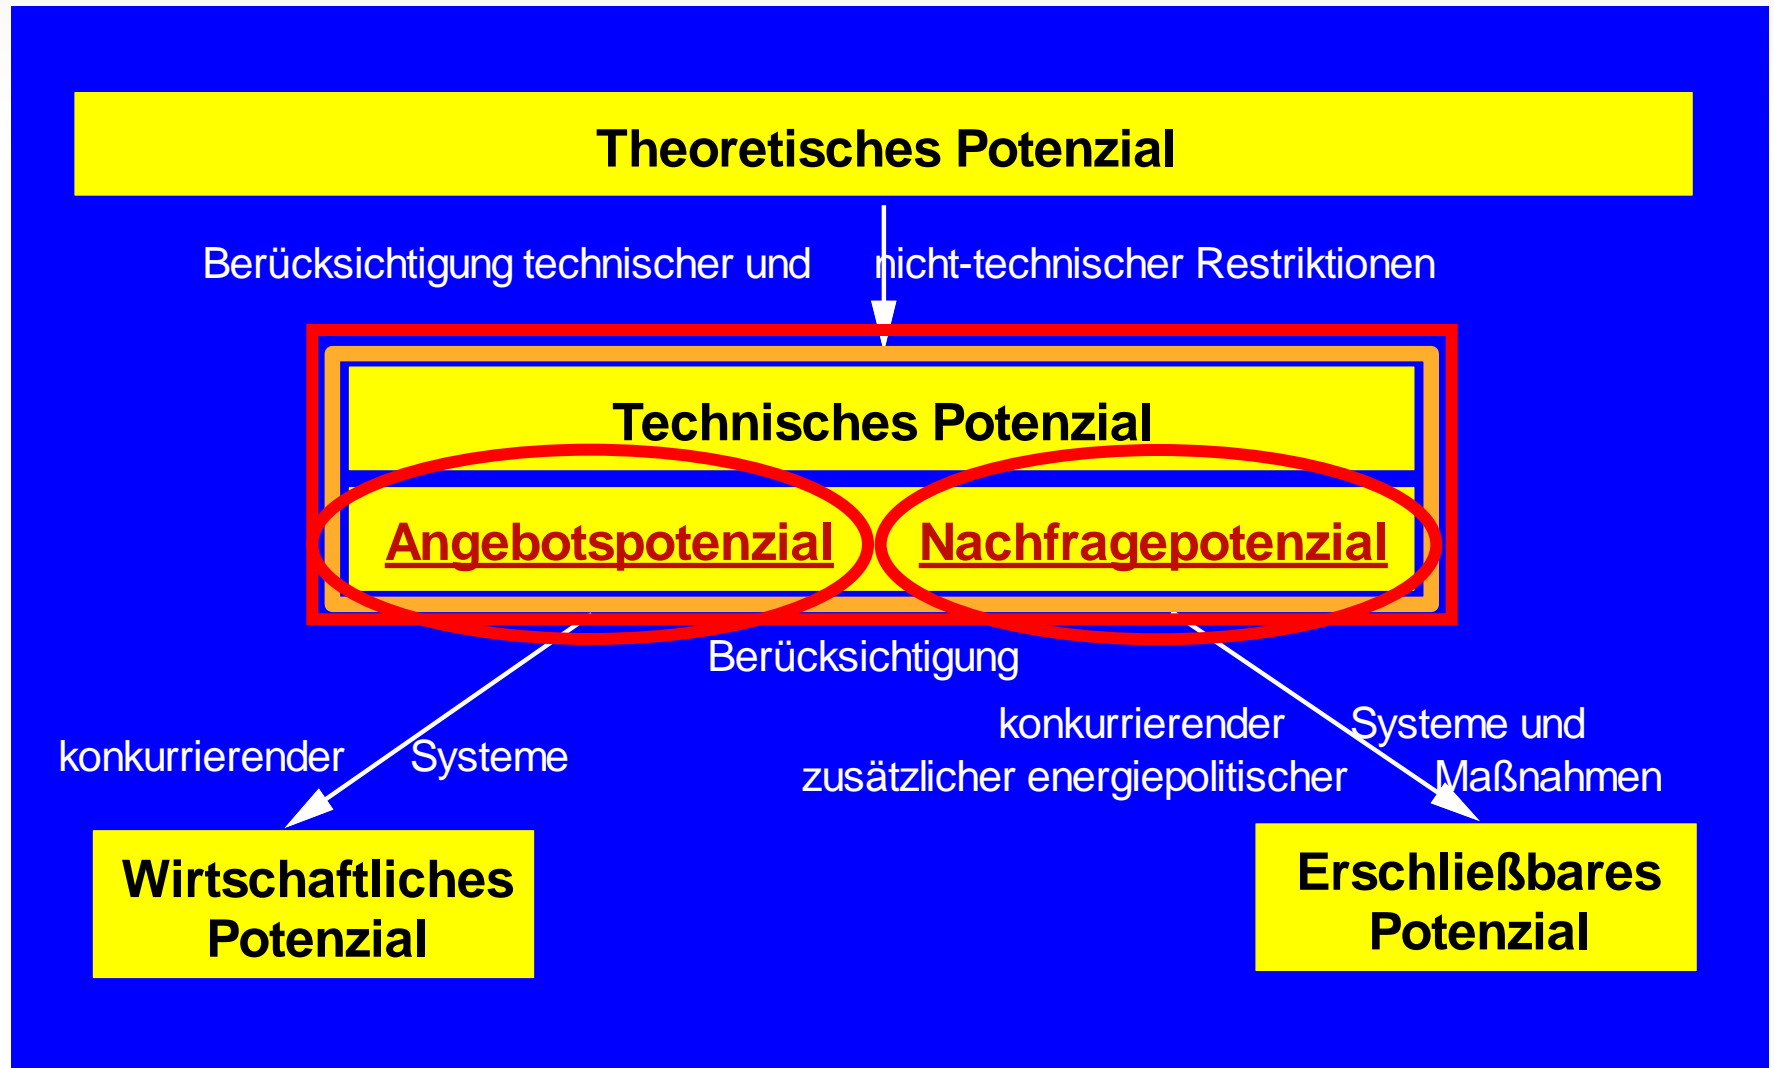 Theoretisches Potenzial
Berücksichtigung technischer und nicht-technischer Restriktionen
Technisches Potenzial
Angebotspotenzial Nachfragepotenzial
Berücksichtigung
konkurrierender Systeme
konkurrierender Systeme und
zusätzlicher energiepolitischer Maßnahmen
Wirtschaftliches
Potenzial
Erschließbares
Potenzial